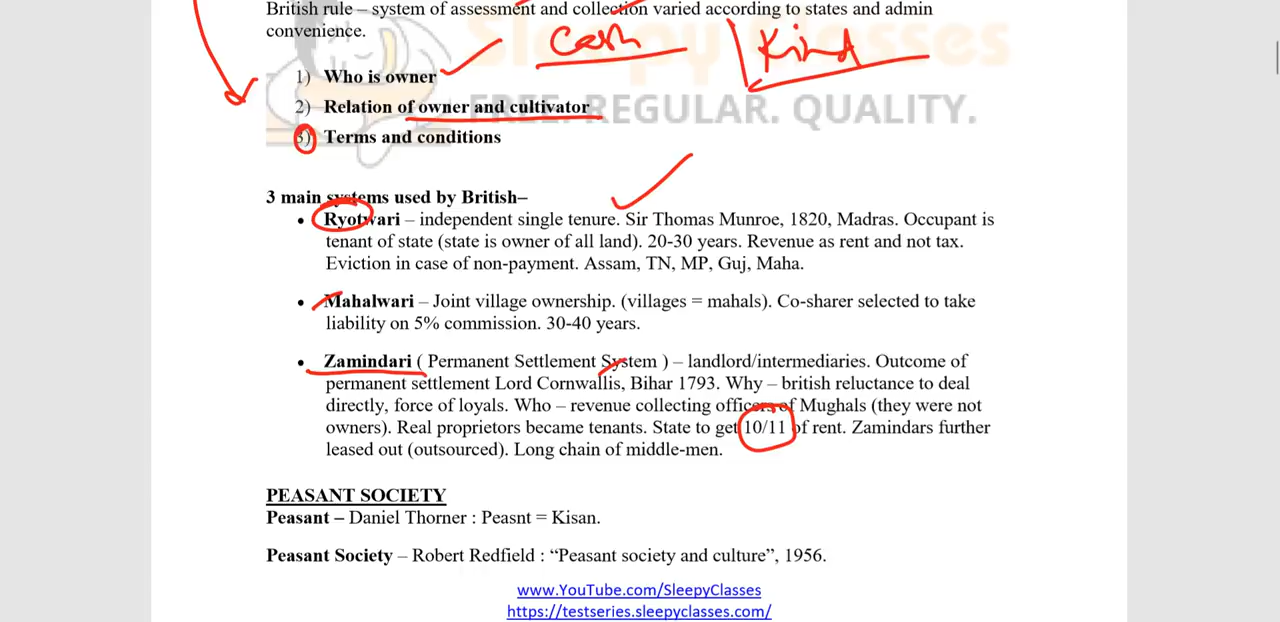 British rule – system of assessment and collection varied according to states and admin
convenience.
Cash
Kind
Sleepy Classes
1) Who is owner
2) Relation of owner and cultivator
FREE. REGULAR. QUALITY.
3) Terms and conditions
3 main systems used by British–
• Ryotwari – independent single tenure. Sir Thomas Munroe, 1820, Madras. Occupant is
tenant of state (state is owner of all land). 20-30 years. Revenue as rent and not tax.
Eviction in case of non-payment. Assam, TN, MP, Guj, Maha.
• Mahalwari – Joint village ownership. (villages = mahals). Co-sharer selected to take
liability on 5% commission. 30-40 years.
• Zamindari ( Permanent Settlement System ) – landlord/intermediaries. Outcome of
permanent settlement Lord Cornwallis, Bihar 1793. Why – british reluctance to deal
directly, force of loyals. Who – revenue collecting officers of Mughals (they were not
owners). Real proprietors became tenants. State to get 10/11 of rent. Zamindars further
leased out (outsourced). Long chain of middle-men.
PEASANT SOCIETY
Peasant – Daniel Thorner : Peasnt = Kisan.
Peasant Society – Robert Redfield : “Peasant society and culture”, 1956.
www.YouTube.com/SleepyClasses
https://testseries.sleepyclasses.com/